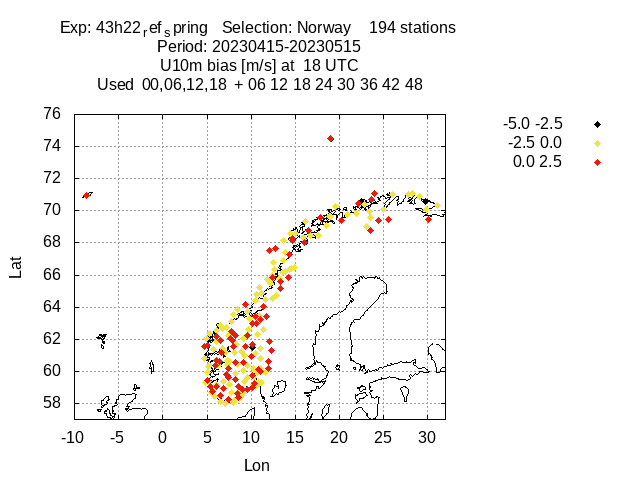 Exp: 43h22refspring Selection: Norway 194 stations
Period: 20230415-20230515
U10m bias [m/s] at 18 UTC
Used 00,06,12,18 + 06 12 18 24 30 36 42 48
-5.0 -2.5
-2.5 0.0
0.0 2.5
76
74
72
70
68
66
64
62
60
58
Lat
-10 -5 0 5 10 15 20 25 30
Lon